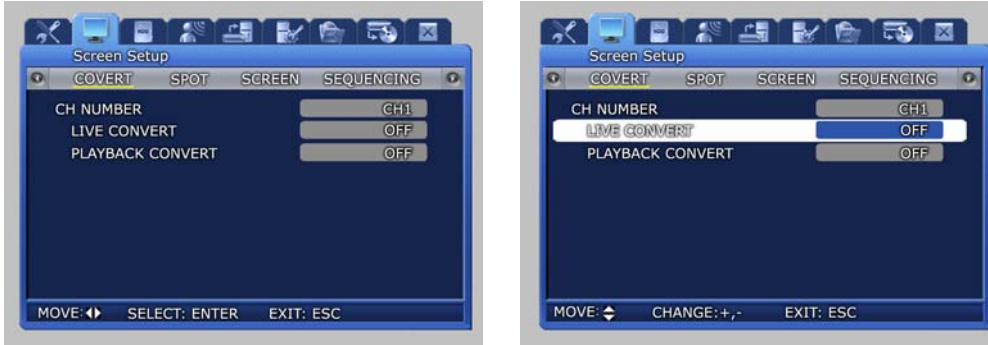 Screen Setup
COVERT SPOT SCREEN SEQUENCING
CH NUMBER CH1
LIVE CONVERT OFF
PLAYBACK CONVERT OFF
MOVE: SELECT: ENTER EXIT: ESC
Screen Setup
COVERT SPOT SCREEN SEQUENCING
CH NUMBER CH1
LIVE CONVERT OFF
PLAYBACK CONVERT OFF
MOVE: CHANGE:+,- EXIT: ESC